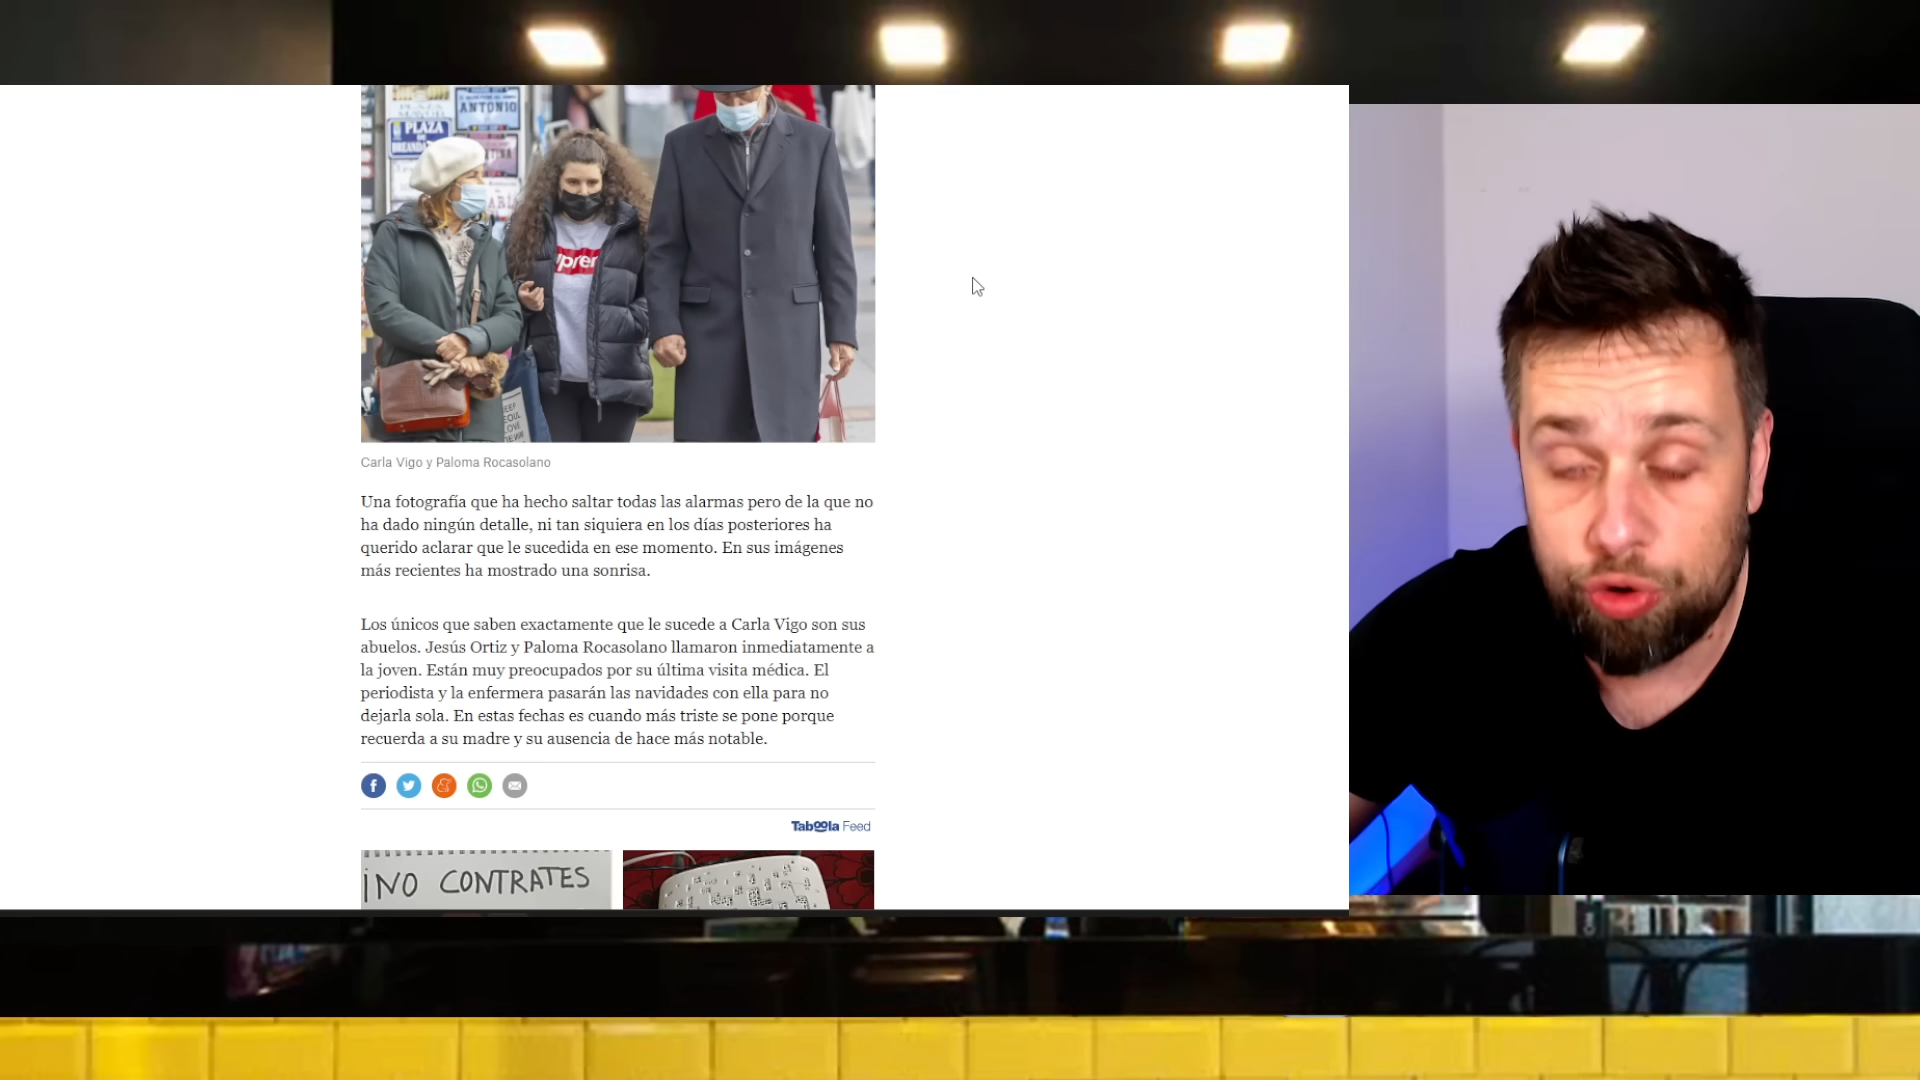 ANTONIO
PLAZA
upren
Carla Vigo y Paloma Rocasolano
Una fotografía que ha hecho saltar todas las alarmas pero de la que no
ha dado ningún detalle, ni tan siquiera en los días posteriores ha
querido aclarar que le sucedida en ese momento. En sus imágenes
más recientes ha mostrado una sonrisa.
Los únicos que saben exactamente que le sucede a Carla Vigo son sus
abuelos. Jesús Ortiz y Paloma Rocasolano llamaron inmediatamente a
la joven. Están muy preocupados por su última visita médica. El
periodista y la enfermera pasarán las navidades con ella para no
dejarla sola. En estas fechas es cuando más triste se pone porque
recuerda a su madre y su ausencia de hace más notable.
Taboola Feed
¡NO CONTRATES